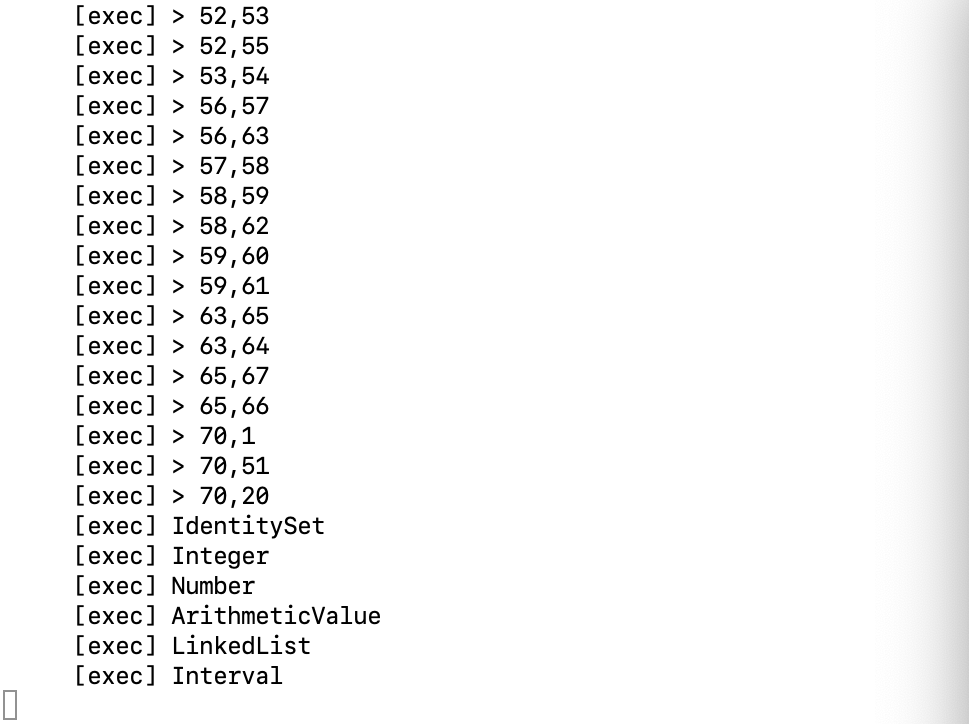 [exec] > 52,53
[exec] > 52,55
[exec] > 53,54
[exec] > 56,57
[exec] > 56,63
[exec] > 57,58
[exec] > 58,59
[exec] > 58,62
[exec] > 59,60
[exec] > 59,61
[exec] > 63,65
[exec] > 63,64
[exec] > 65,67
[exec] > 65,66
[exec] > 70,1
[exec] > 70,51
[exec] > 70,20
[exec] IdentitySet
[exec] Integer
[exec] Number
[exec] ArithmeticValue
[exec] LinkedList
[exec] Interval